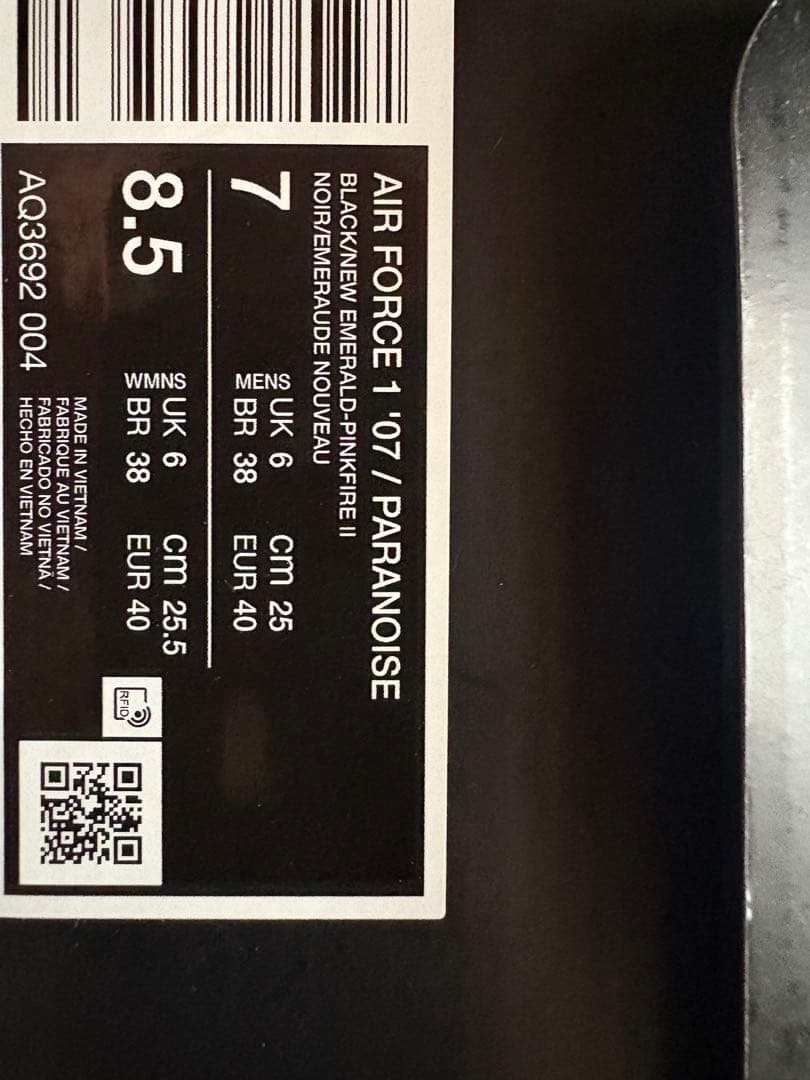 AIR FORCE 1 '07 / PARANOISE
BLACK/NEW EMERALD-PINKFIRE II
NOIR/EMERAUDE NOUVEAU
7
MENS UK 6 cm 25
BR 38 EUR 40
8.5
WMNS UK 6 cm 25.5
BR 38 EUR 40
AQ3692 004
MADE IN VIETNAM /
FABRIQUE AU VIETNAM /
FABRICADO NO VIETNÃ /
HECHO EN VIETNAM
RFID